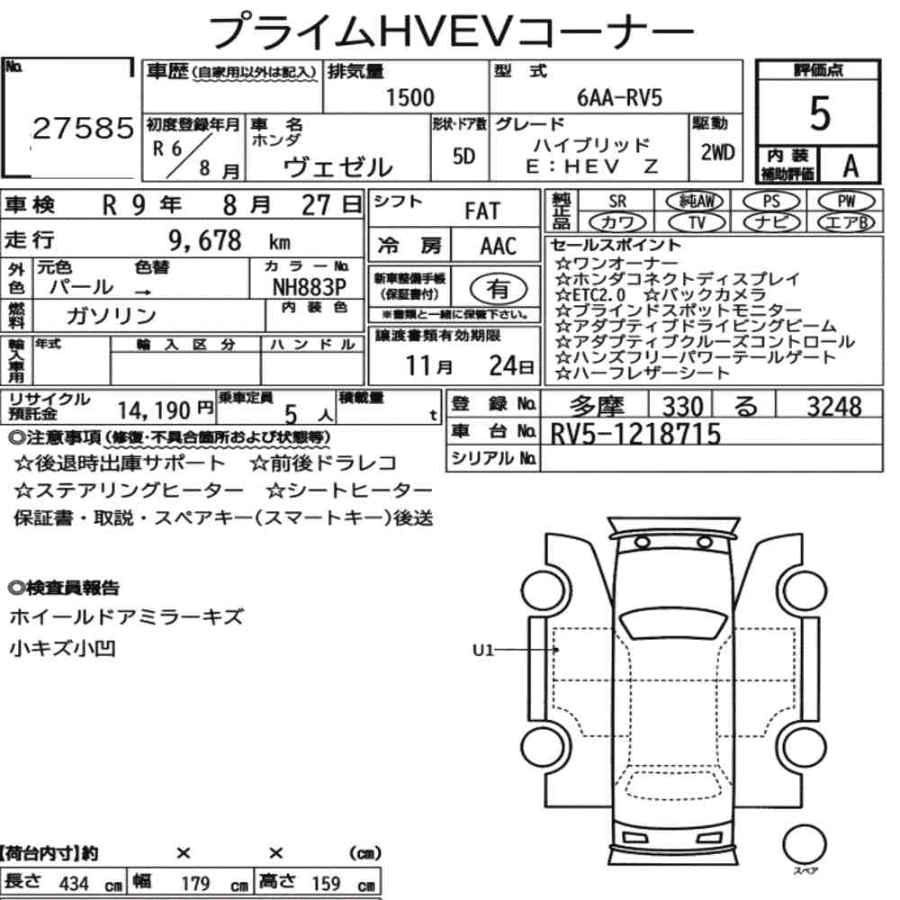 プライムHVEVコーナー
No. 27585
車歴(自家用以外は記入) 排気量 1500 型式 6AA-RV5
初度登録年月 R6/8月 車名 ホンダ ヴェゼル 形状・ドア数 5D グレード ハイブリッド E:HEV Z 駆動 2WD
評価点 5
内装補助評価 A
車検 R 9年 8月 27日
走行 9,678 km
外色 元色 パール 色替 → カラーNo. NH883P
燃料 ガソリン 内装色
輸入車用 年式 輸入区分 ハンドル
シフト FAT
冷房 AAC
新車整備手帳(保証書付) 有
※書類と一緒に保管下さい。
譲渡書類有効期限
11月 24日
純正品 SR 純AW PS PW
カワ TV ナビ エアB
セールスポイント
☆ワンオーナー
☆ホンダコネクトディスプレイ
☆ETC2.0 ☆バックカメラ
☆ブラインドスポットモニター
☆アダプティブドライビングビーム
☆アダプティブクルーズコントロール
☆ハンズフリーパワーテールゲート
☆ハーフレザーシート
リサイクル預託金 14,190円 乗車定員 5人 積載量 t
登録No. 多摩 330 る 3248
車台No. RV5-1218715
シリアルNo.
◎注意事項(修復・不具合箇所および状態等)
☆後退時出庫サポート ☆前後ドラレコ
☆ステアリングヒーター ☆シートヒーター
保証書・取説・スペアキー(スマートキー)後送
◎検査員報告
ホイールドアミラーキズ
小キズ小凹
U1
スペア
【荷台内寸】約 × × (cm)
長さ 434 cm 幅 179 cm 高さ 159 cm